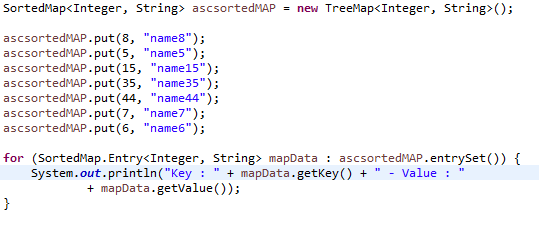 SortedMap<Integer, String> ascsortedMAP = new TreeMap<Integer, String>();
ascsortedMAP.put(8, "name8");
ascsortedMAP.put(5, "name5");
ascsortedMAP.put(15, "name15");
ascsortedMAP.put(35, "name35");
ascsortedMAP.put(44, "name44");
ascsortedMAP.put(7, "name7");
ascsortedMAP.put(6, "name6");
for (SortedMap.Entry<Integer, String> mapData : ascsortedMAP.entrySet()) {
System.out.println("Key : " + mapData.getKey() + " - Value : "
+ mapData.getValue());
}